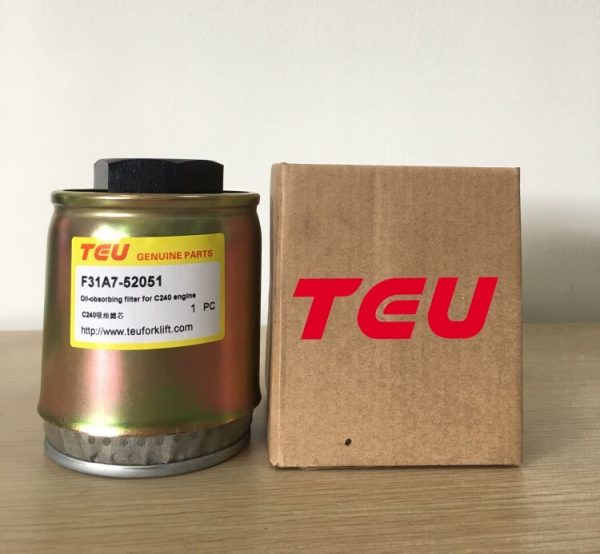 TEU GENUINE PARTS
F31A7-52051
Oil-absorbing filter for C240 engine
1 PC
C240吸油滤芯
http://www.teuforklift.com
TEU